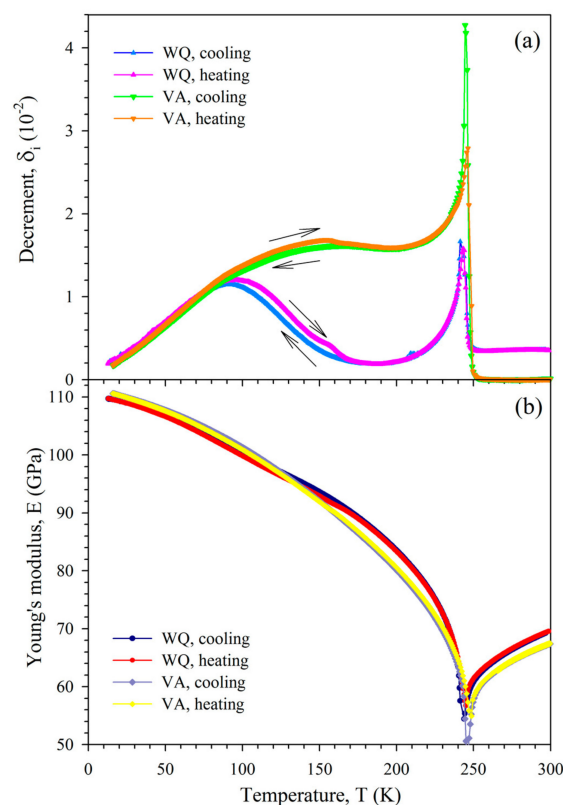 4
3
2
1
0
Decrement, δi (10-2)
(a)
WQ, cooling
WQ, heating
VA, cooling
VA, heating
110
100
90
80
70
60
50
Young's modulus, E (GPa)
(b)
WQ, cooling
WQ, heating
VA, cooling
VA, heating
0 50 100 150 200 250 300
Temperature, T (K)